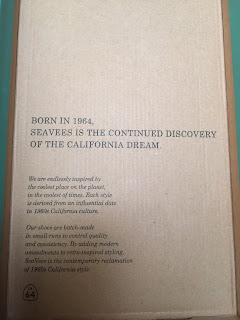 BORN IN 1964,
SEAVEES IS THE CONTINUED DISCOVERY
OF THE CALIFORNIA DREAM.
We are endlessly inspired by
the coolest place on the planet,
in the coolest of times. Each style
is derived from an influential date
in 1960s California culture.
Our shoes are batch-made
in small runs to control quality
and consistency. By adding modern
amendments to retro-inspired styling,
SeaVees is the contemporary reclamation
of 1960s California style.
64